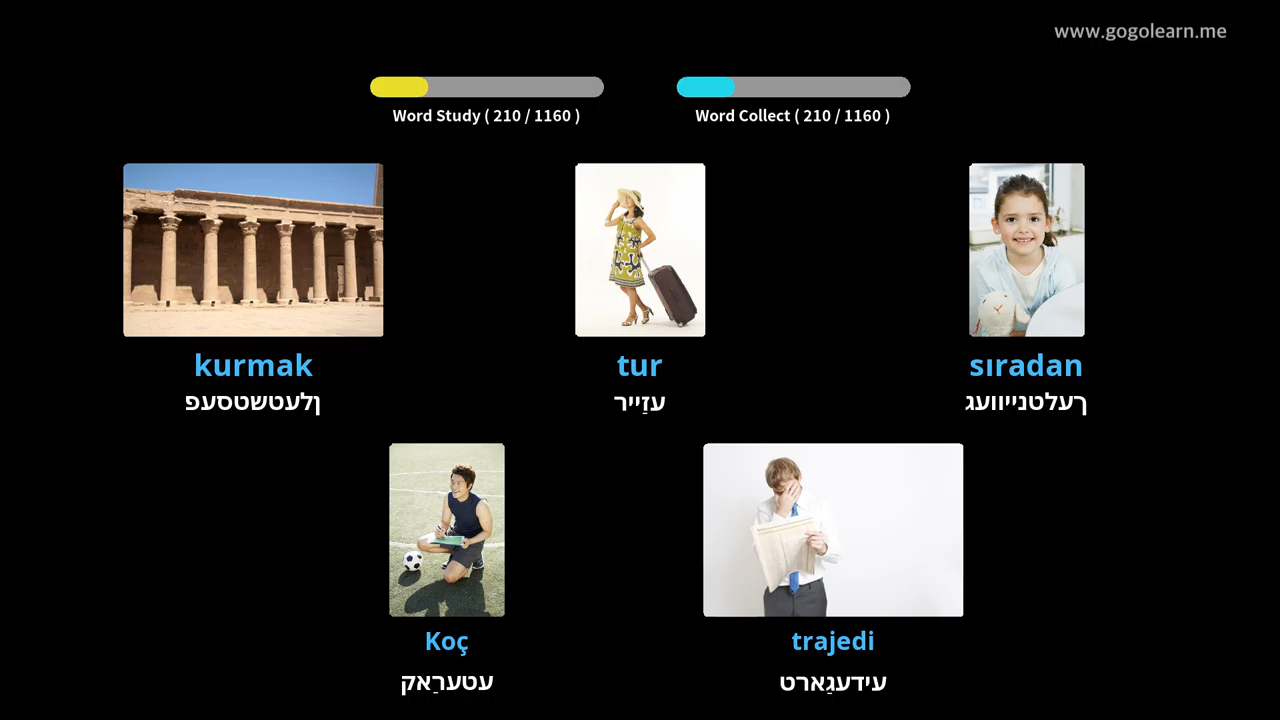 www.gogolearn.me
Word Study ( 210 / 1160 ) Word Collect ( 210 / 1160 )
kurmak tur sıradan
ןלעטשטסעפ עזַייר ךעלטנייוועג
Koç trajedi
עטערַאק עידעגַארט